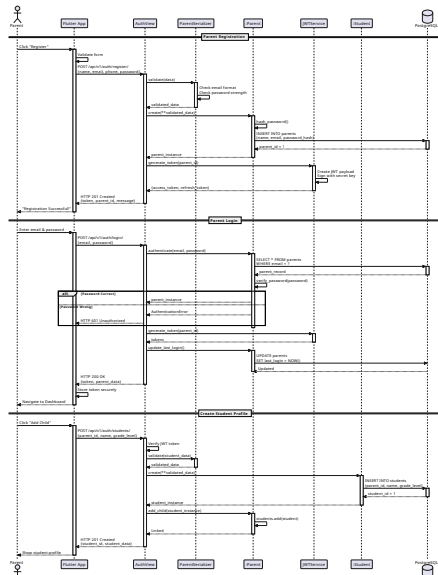 Parent
Flutter App
AuthView
ParentSerializer
:Parent
JWTService
:Student
PostgreSQL
Parent Registration
Click "Register"
Validate form
POST /api/v1/auth/register/
(name, email, phone, password)
validate(data)
Check email format
Check password strength
validated_data
create(**validated_data)
hash_password()
INSERT INTO parents
(name, email, password_hash)
parent_id = 1
parent_instance
generate_token(parent_id)
Create JWT payload
Sign with secret key
{access_token, refresh_token}
HTTP 201 Created
{token, parent_id, message}
"Registration Successful!"
Parent Login
Enter email & password
POST /api/v1/auth/login/
{email, password}
authenticate(email, password)
SELECT * FROM parents
WHERE email = ?
parent_record
verify_password(password)
alt
[Password Correct]
parent_instance
[Password Wrong]
AuthenticationError
HTTP 401 Unauthorized
generate_token(parent_id)
tokens
update_last_login()
UPDATE parents
SET last_login = NOW()
Updated
HTTP 200 OK
{token, parent_data}
Store token securely
Navigate to Dashboard
Create Student Profile
Click "Add Child"
POST /api/v1/auth/students/
{parent_id, name, grade_level}
Verify JWT token
validate(student_data)
validated_data
create(**validated_data)
INSERT INTO students
(parent_id, name, grade_level)
student_id = 1
student_instance
add_child(student_instance)
students.add(student)
Linked
HTTP 201 Created
{student_id, student_data}
Show student profile
Parent
Flutter App
AuthView
ParentSerializer
:Parent
JWTService
:Student
PostgreSQL